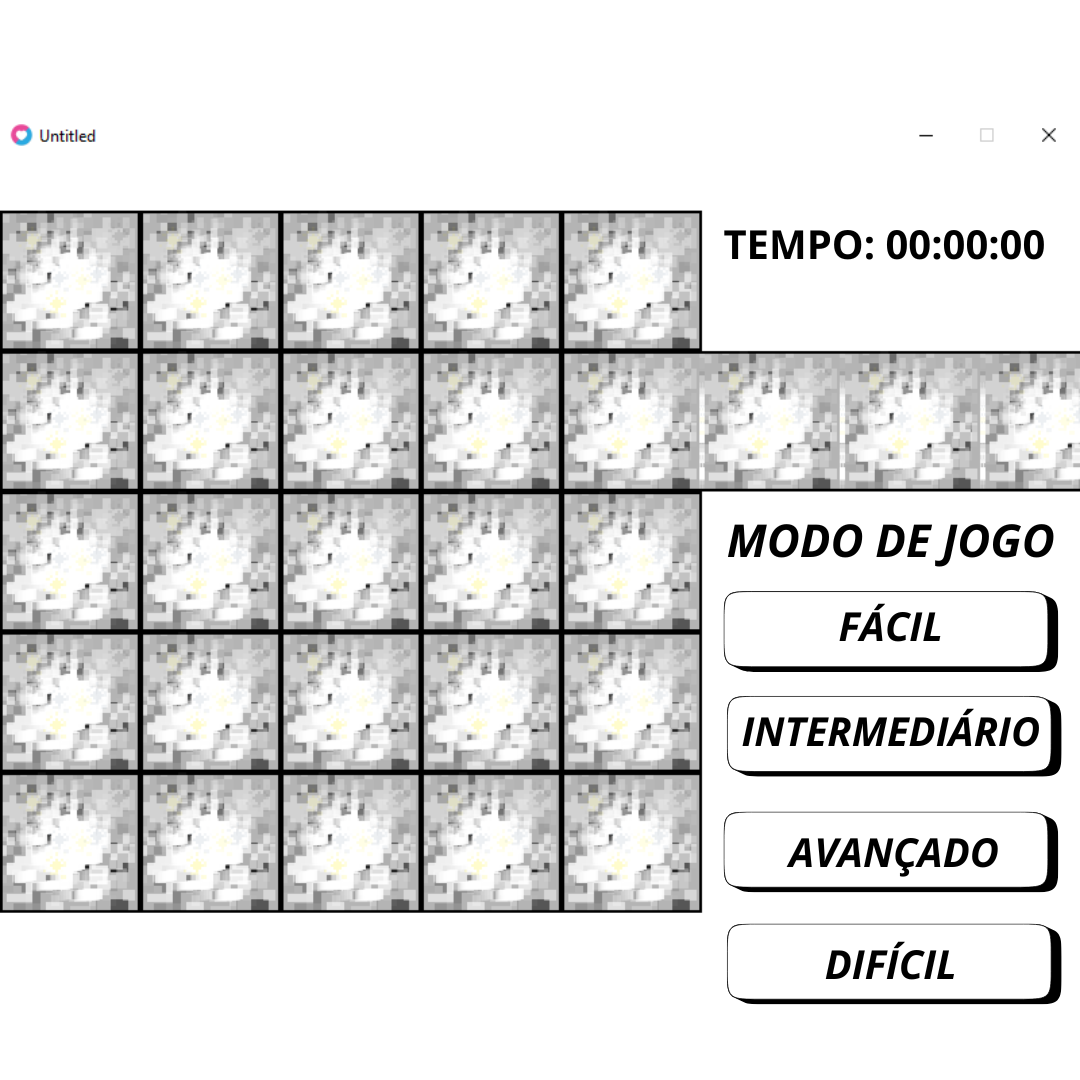 Untitled
TEMPO: 00:00:00
MODO DE JOGO
FÁCIL
INTERMEDIÁRIO
AVANÇADO
DIFÍCIL